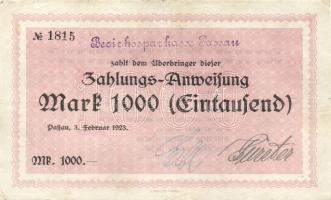 № 1815
Bezirkssparkasse Passau
zahlt dem Überbringer dieser
Zahlungs-Anweisung
Mark 1000 (Eintausend)
Passau, 3. Februar 1923.
Mk. 1000.—